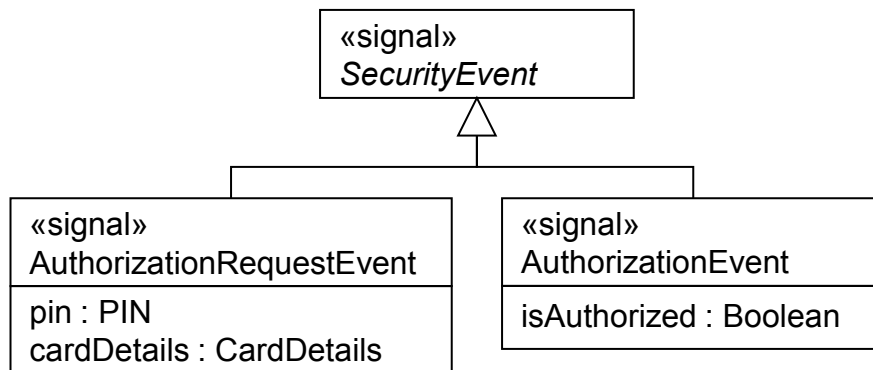 «signal»
SecurityEvent
«signal»
AuthorizationRequestEvent
pin : PIN
cardDetails : CardDetails
«signal»
AuthorizationEvent
isAuthorized : Boolean